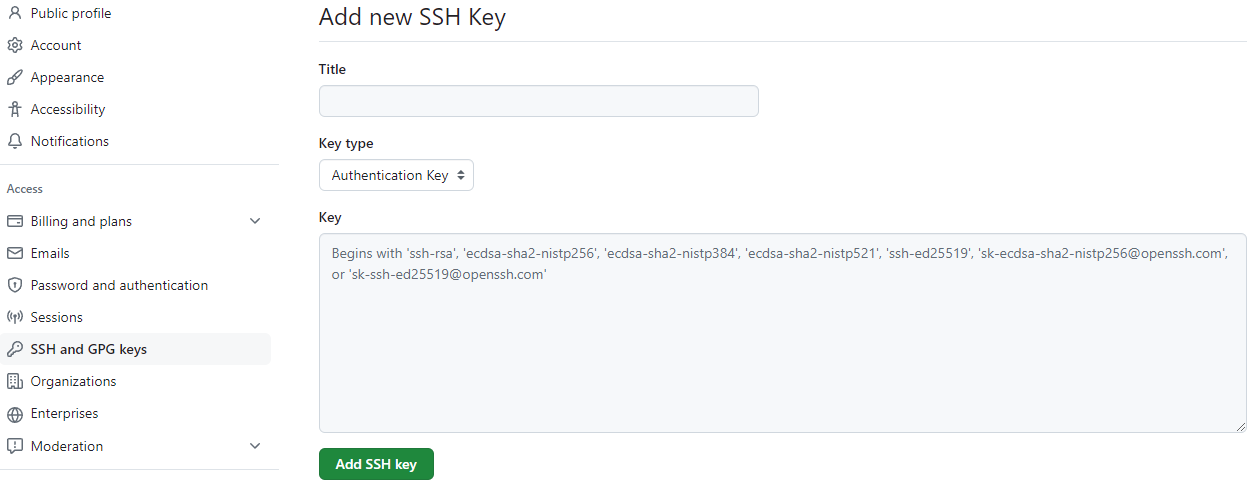 Public profile
Account
Appearance
Accessibility
Notifications
Access
Billing and plans
Emails
Password and authentication
Sessions
SSH and GPG keys
Organizations
Enterprises
Moderation
Add new SSH Key
Title
Key type
Authentication Key
Key
Begins with 'ssh-rsa', 'ecdsa-sha2-nistp256', 'ecdsa-sha2-nistp384', 'ecdsa-sha2-nistp521', 'ssh-ed25519', 'sk-ecdsa-sha2-nistp256@openssh.com',
or 'sk-ssh-ed25519@openssh.com'
Add SSH key